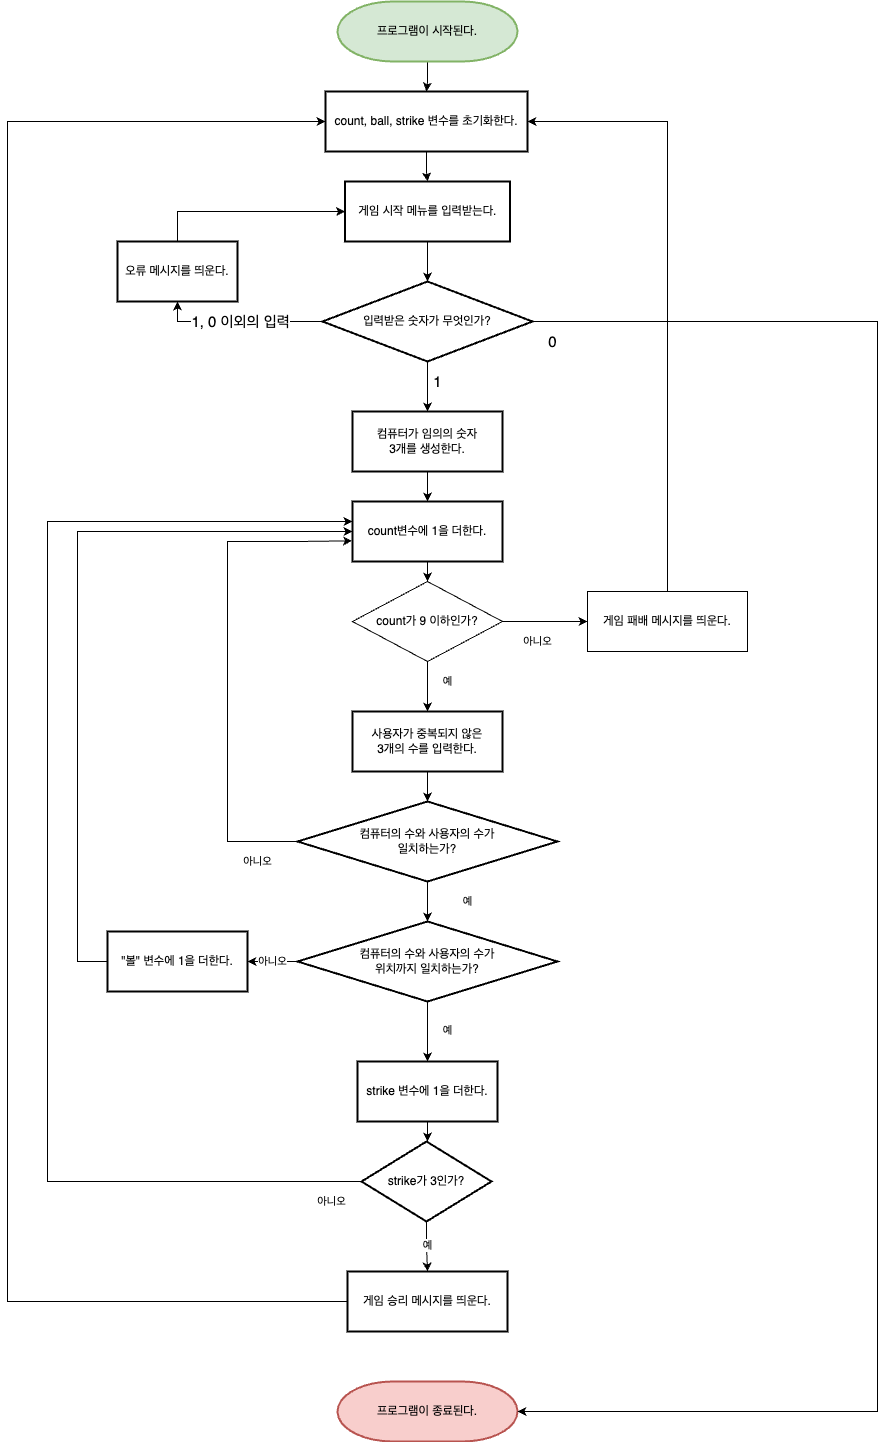 프로그램이 시작된다.
count, ball, strike 변수를 초기화한다.
게임 시작 메뉴를 입력받는다.
오류 메시지를 띄운다.
1, 0 이외의 입력
입력받은 숫자가 무엇인가?
0
1
컴퓨터가 임의의 숫자
3개를 생성한다.
count변수에 1을 더한다.
count가 9 이하인가?
아니오
게임 패배 메시지를 띄운다.
예
사용자가 중복되지 않은
3개의 수를 입력한다.
컴퓨터의 수와 사용자의 수가
일치하는가?
아니오
예
컴퓨터의 수와 사용자의 수가
위치까지 일치하는가?
아니오
"볼" 변수에 1을 더한다.
예
strike 변수에 1을 더한다.
strike가 3인가?
아니오
예
게임 승리 메시지를 띄운다.
프로그램이 종료된다.